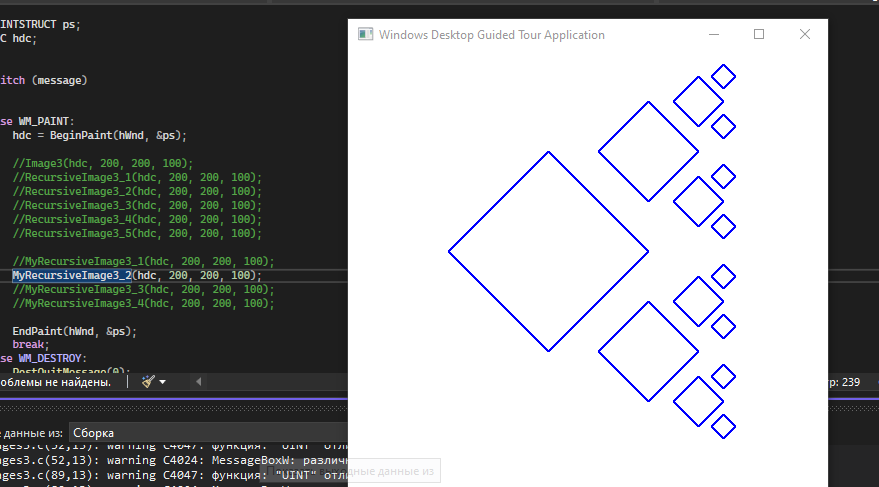 INTSTRUCT ps;
C hdc;
itch (message)
se WM_PAINT:
hdc = BeginPaint(hWnd, &ps);
//Image3(hdc, 200, 200, 100);
//RecursiveImage3_1(hdc, 200, 200, 100);
//RecursiveImage3_2(hdc, 200, 200, 100);
//RecursiveImage3_3(hdc, 200, 200, 100);
//RecursiveImage3_4(hdc, 200, 200, 100);
//RecursiveImage3_5(hdc, 200, 200, 100);
//MyRecursiveImage3_1(hdc, 200, 200, 100);
MyRecursiveImage3_2(hdc, 200, 200, 100);
//MyRecursiveImage3_3(hdc, 200, 200, 100);
//MyRecursiveImage3_4(hdc, 200, 200, 100);
EndPaint(hWnd, &ps);
break;
se WM_DESTROY:
PostQuitMessage(0);
Windows Desktop Guided Tour Application
облемы не найдены.
р: 239
е данные из: Сборка
ages3.c(52,13): warning C4047: функция: "UINT" отли
ages3.c(52,13): warning C4024: MessageBoxW: различн
ages3.c(89,13): warning C4047: функция: "UINT" отли
дные данные из